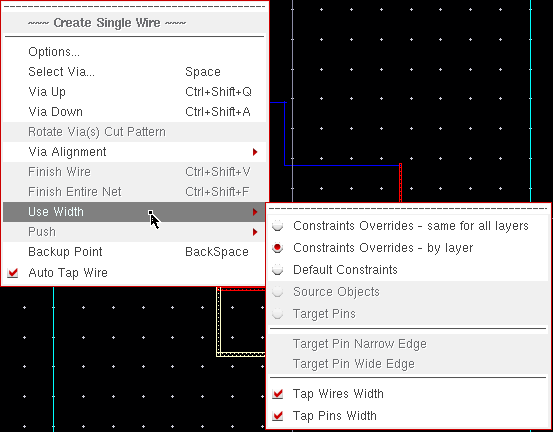 ~~~ Create Single Wire ~~~
Options...
Select Via... Space
Via Up Ctrl+Shift+Q
Via Down Ctrl+Shift+A
Rotate Via(s) Cut Pattern
Via Alignment
Finish Wire Ctrl+Shift+V
Finish Entire Net Ctrl+Shift+F
Use Width
Push
Backup Point BackSpace
Auto Tap Wire
Constraints Overrides - same for all layers
Constraints Overrides - by layer
Default Constraints
Source Objects
Target Pins
Target Pin Narrow Edge
Target Pin Wide Edge
Tap Wires Width
Tap Pins Width